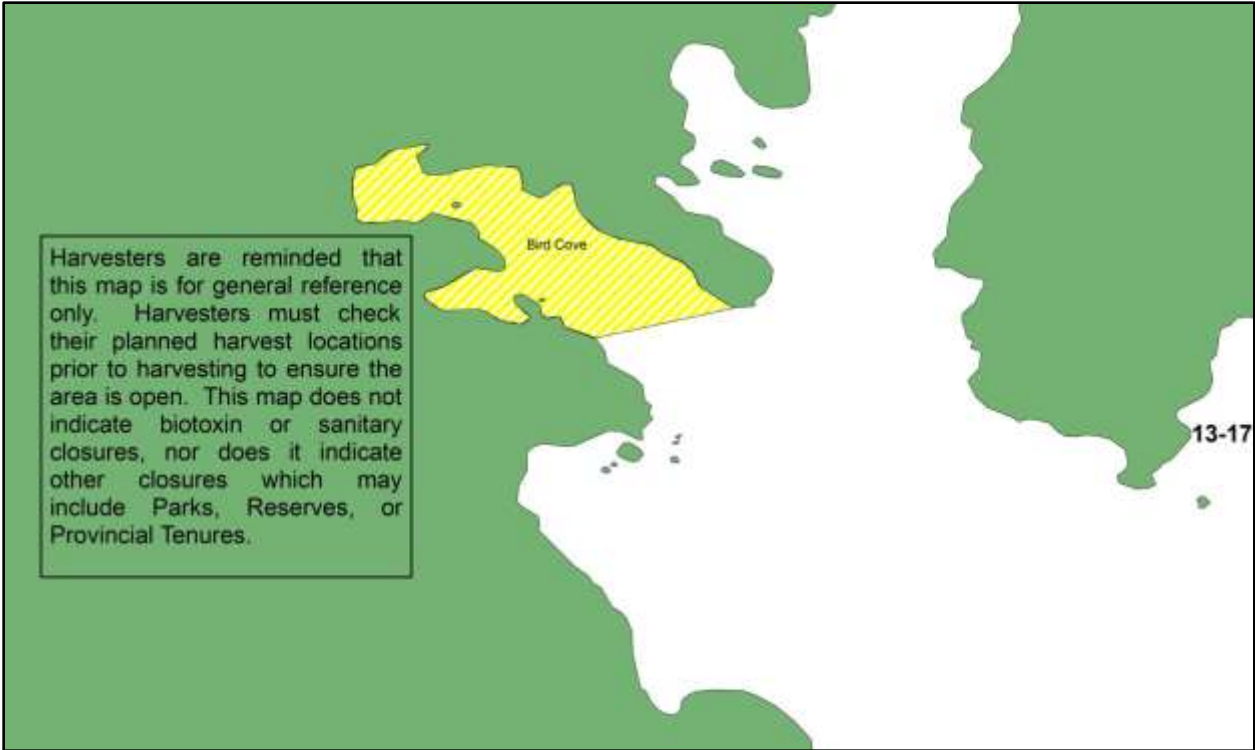 Bird Cove
Harvesters are reminded that
this map is for general reference
only. Harvesters must check
their planned harvest locations
prior to harvesting to ensure the
area is open. This map does not
indicate biotoxin or sanitary
closures, nor does it indicate
other closures which may
include Parks, Reserves, or
Provincial Tenures.
13-17